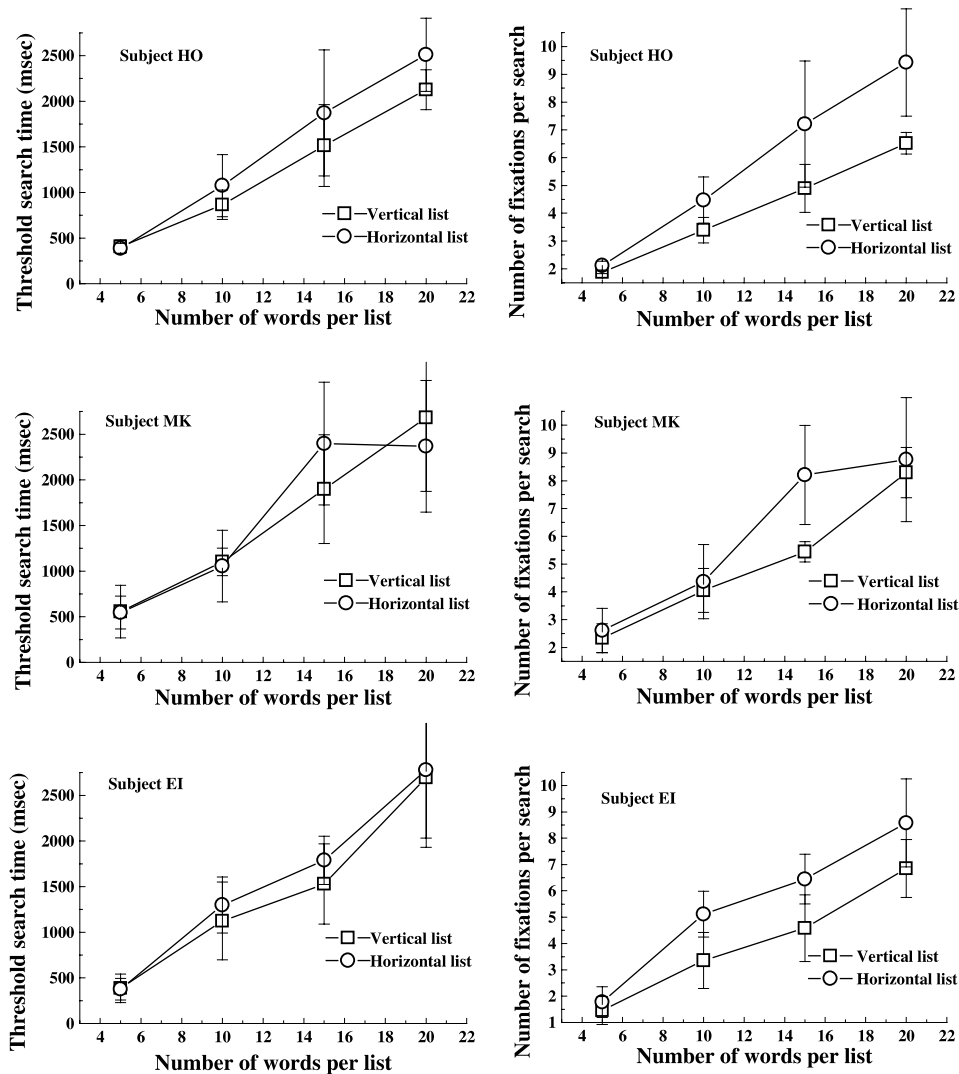 Threshold search time (msec)
Subject HO
2500
2000
1500
1000
500
0
Vertical list
Horizontal list
4 6 8 10 12 14 16 18 20 22
Number of words per list
Number of fixations per search
Subject HO
10
9
8
7
6
5
4
3
2
Vertical list
Horizontal list
4 6 8 10 12 14 16 18 20 22
Number of words per list
Threshold search time (msec)
Subject MK
2500
2000
1500
1000
500
0
Vertical list
Horizontal list
4 6 8 10 12 14 16 18 20 22
Number of words per list
Number of fixations per search
Subject MK
10
9
8
7
6
5
4
3
2
Vertical list
Horizontal list
4 6 8 10 12 14 16 18 20 22
Number of words per list
Threshold search time (msec)
Subject EI
2500
2000
1500
1000
500
0
Vertical list
Horizontal list
4 6 8 10 12 14 16 18 20 22
Number of words per list
Number of fixations per search
Subject EI
10
9
8
7
6
5
4
3
2
1
Vertical list
Horizontal list
4 6 8 10 12 14 16 18 20 22
Number of words per list